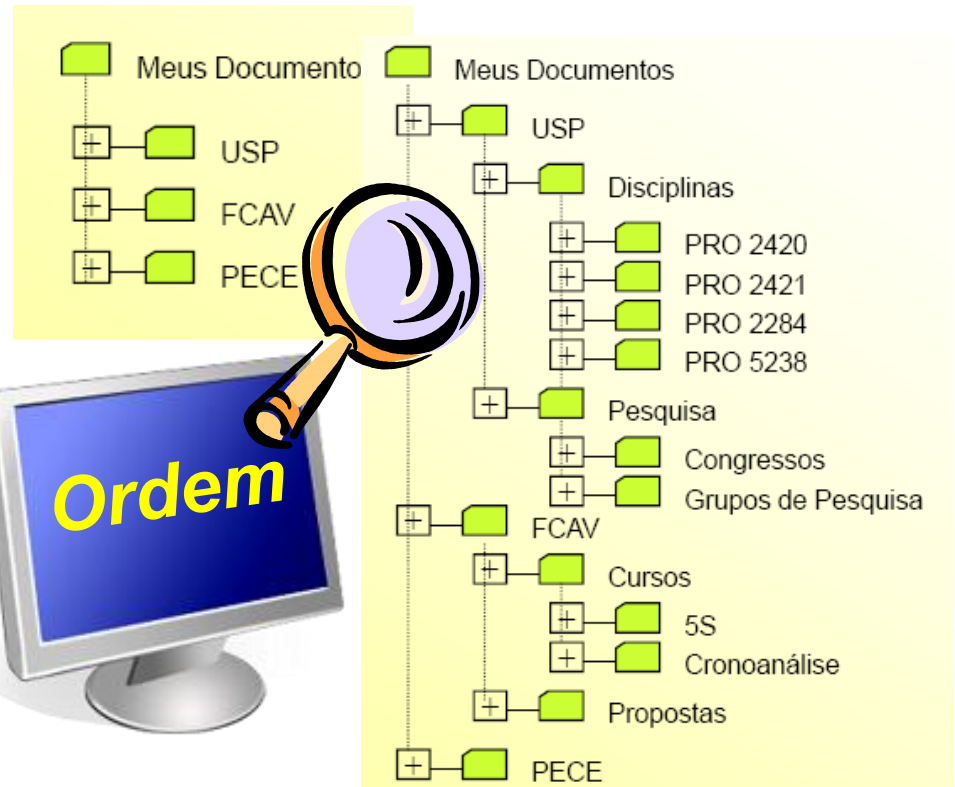 Meus Documento
USP
FCAV
PECE
Ordem
Meus Documentos
USP
Disciplinas
PRO 2420
PRO 2421
PRO 2284
PRO 5238
Pesquisa
Congressos
Grupos de Pesquisa
FCAV
Cursos
5S
Cronoanálise
Propostas
PECE